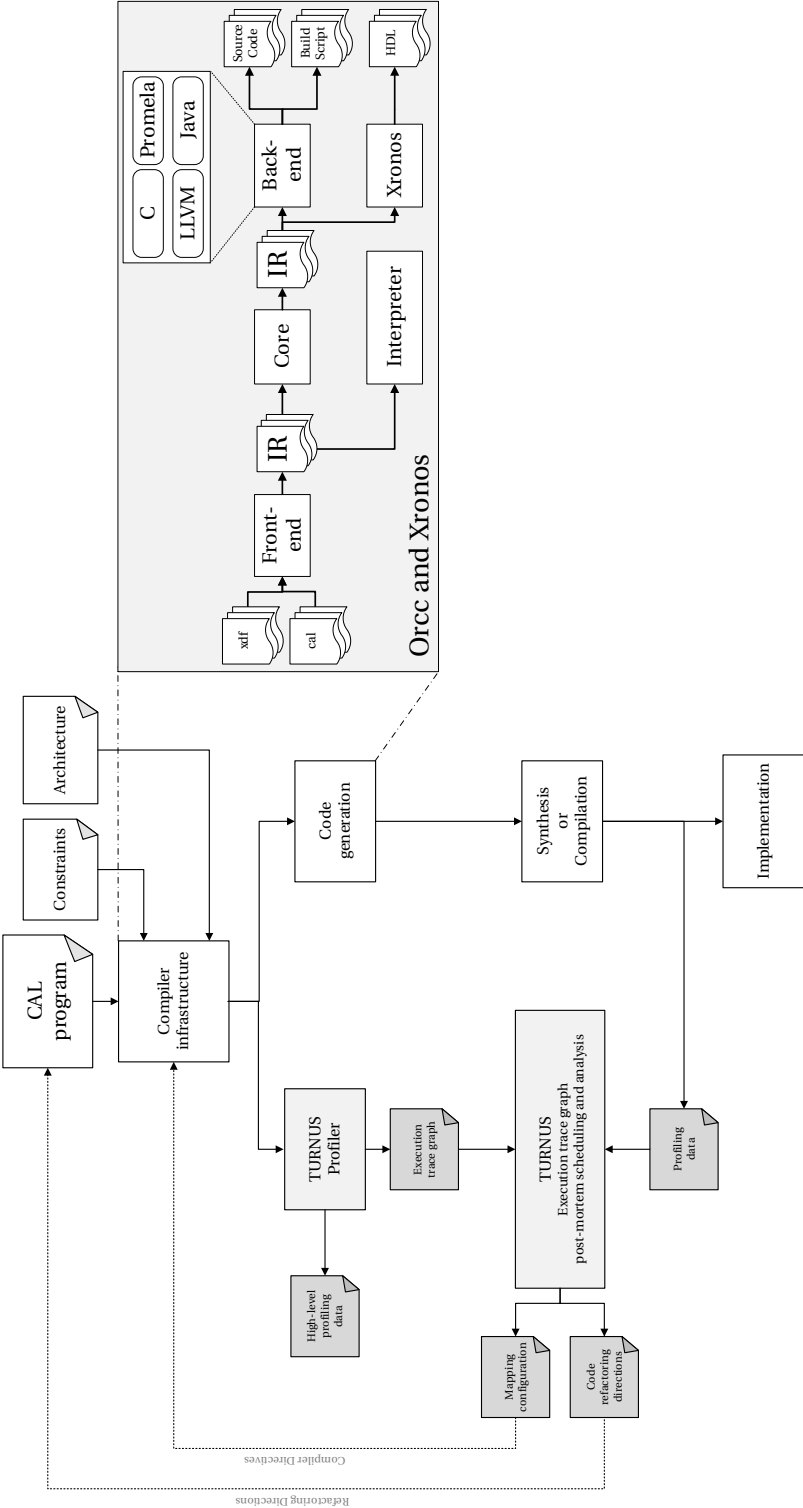 CAL
program
Constraints
Architecture
Compiler
infrastructure
TURNUS
Profiler
Code
generation
High-level
profiling
data
Execution
trace graph
Mapping
configuration
Code
refactoring
directions
TURNUS
Execution trace graph
post-mortem scheduling and analysis
Profiling
data
Synthesis
or
Compilation
Implementation
Compiler Directives
Refactoring Directions
C
Promela
LLVM
Java
xdf
cal
Front-
end
IR
Core
IR
Back-
end
Source
Code
Build
Script
Interpreter
Xronos
HDL
Orcc and Xronos